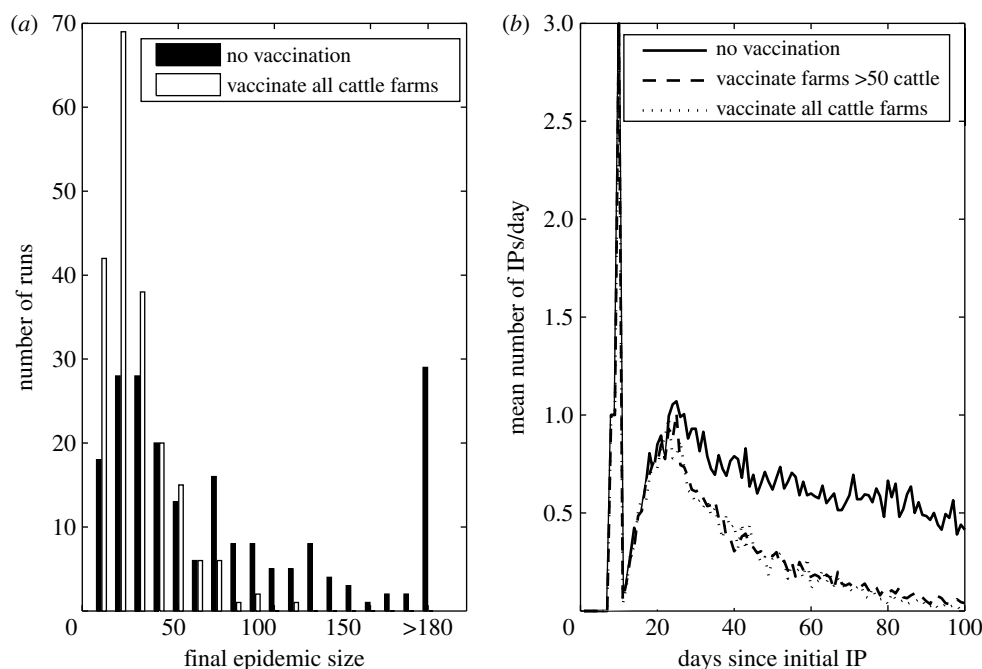 (a)
70
60
50
40
30
20
10
0
50
100
150
>180
number of runs
final epidemic size
no vaccination
vaccinate all cattle farms
(b)
3.0
2.5
2.0
1.5
1.0
0.5
0
20
40
60
80
100
mean number of IPs/day
days since initial IP
no vaccination
vaccinate farms >50 cattle
vaccinate all cattle farms